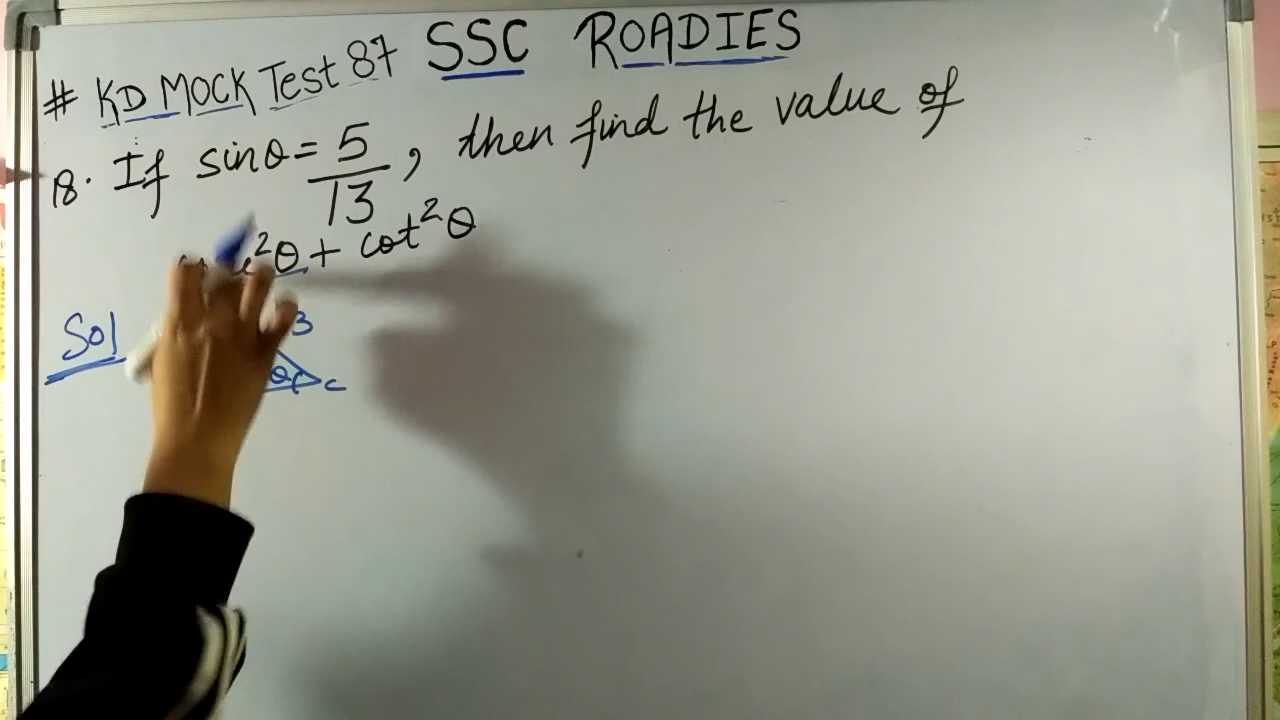 # KD MOCK Test 87 SSC ROADIES
18. If sinθ = 5/13, then find the value of
²θ + cot²θ
Sol
3
θ C